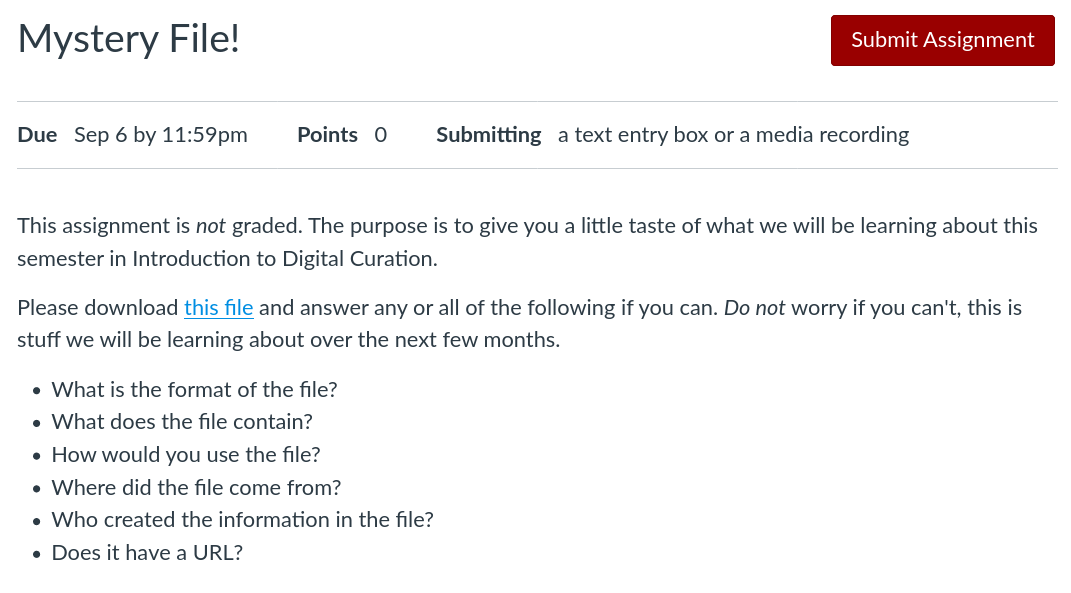 Mystery File!
Submit Assignment
Due Sep 6 by 11:59pm Points 0 Submitting a text entry box or a media recording
This assignment is not graded. The purpose is to give you a little taste of what we will be learning about this
semester in Introduction to Digital Curation.
Please download this file and answer any or all of the following if you can. Do not worry if you can't, this is
stuff we will be learning about over the next few months.
• What is the format of the file?
• What does the file contain?
• How would you use the file?
• Where did the file come from?
• Who created the information in the file?
• Does it have a URL?